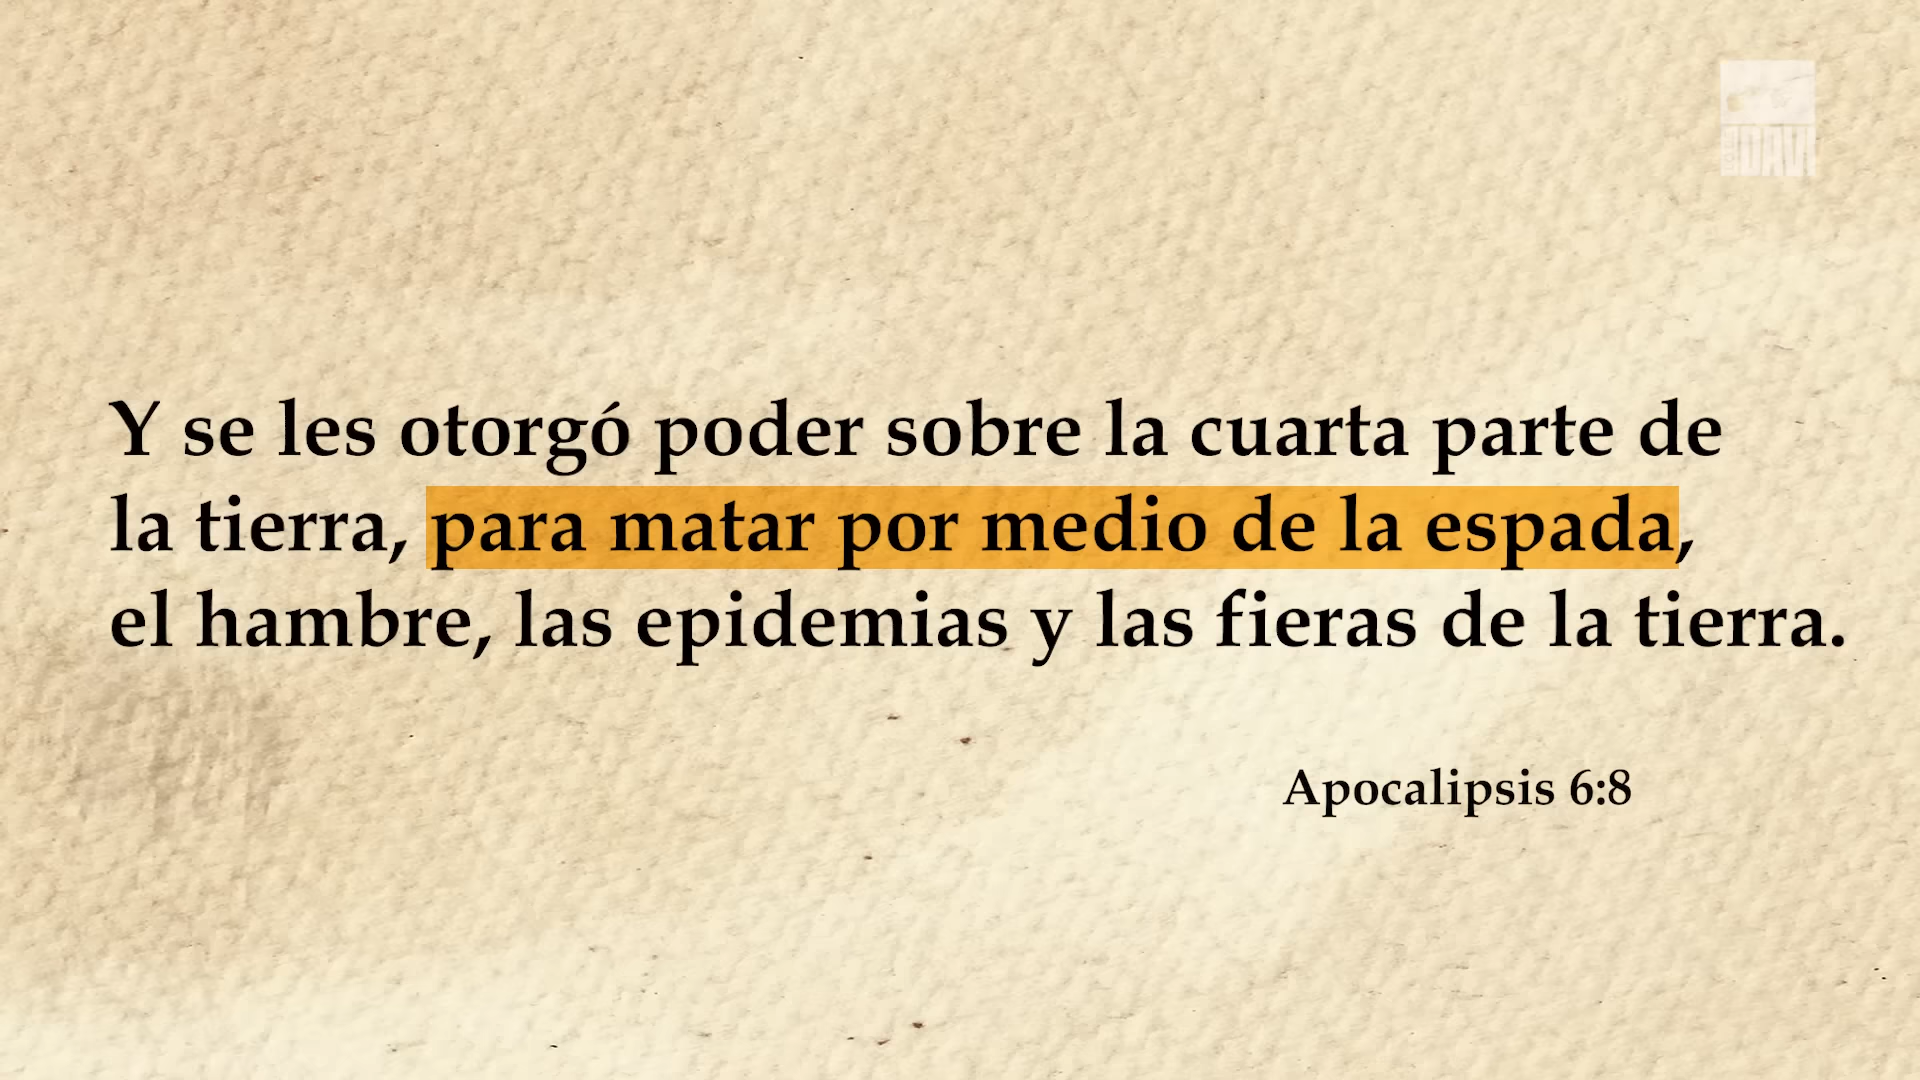 Y se les otorgó poder sobre la cuarta parte de
la tierra, para matar por medio de la espada,
el hambre, las epidemias y las fieras de la tierra.
Apocalipsis 6:8